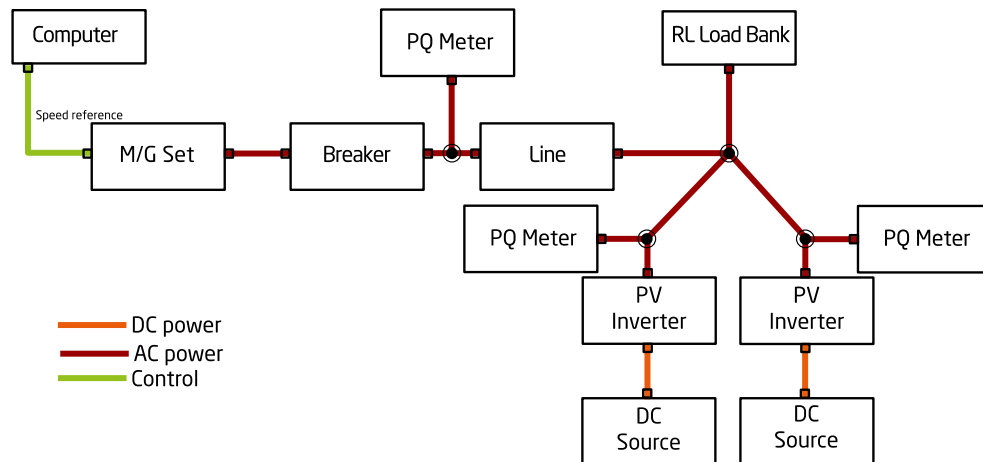 Computer
PQ Meter
RL Load Bank
Speed reference
M/G Set
Breaker
Line
PQ Meter
PQ Meter
PV
Inverter
PV
Inverter
DC power
AC power
Control
DC
Source
DC
Source